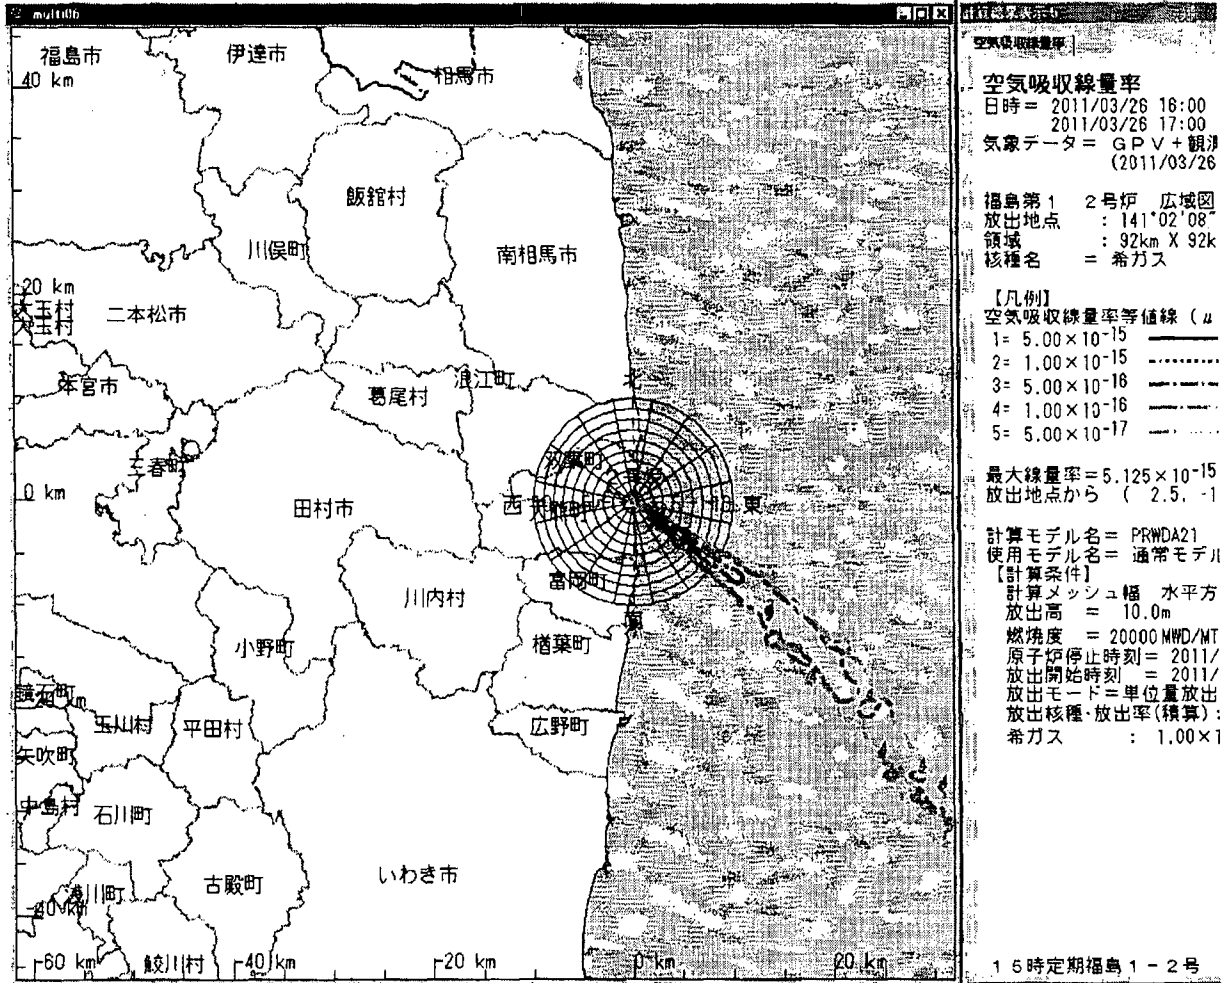 multi06
福島市
伊達市
相馬市
40 km
飯舘村
川俣町
南相馬市
20 km
大玉村
二本松市
本宮市
葛尾村
浪江町
北
三春町
双葉町
0 km
田村市
西
大熊町
10
東
富岡町
川内村
南
小野町
楢葉町
鏡石町
玉川村
平田村
広野町
矢吹町
中島村
石川町
いわき市
古殿町
浅川町
-40 km
鮫川村
-60 km
-40 km
-20 km
0 km
20 km
空気吸収線量率
空気吸収線量率
日時= 2011/03/26 16:00
2011/03/26 17:00
気象データ= GPV+観測
(2011/03/26
福島第1 2号炉 広域図
放出地点 : 141°02'08"
領域 : 92km X 92k
核種名 = 希ガス
【凡例】
空気吸収線量率等値線 (μ
1= 5.00×10-15
2= 1.00×10-15
3= 5.00×10-16
4= 1.00×10-16
5= 5.00×10-17
最大線量率=5.125×10-15
放出地点から ( 2.5, -1
計算モデル名= PRWDA21
使用モデル名= 通常モデル
【計算条件】
計算メッシュ幅 水平方
放出高 = 10.0m
燃焼度 = 20000MWD/MT
原子炉停止時刻= 2011/
放出開始時刻 = 2011/
放出モード=単位量放出
放出核種・放出率(積算):
希ガス : 1.00×1
15時定期福島1-2号